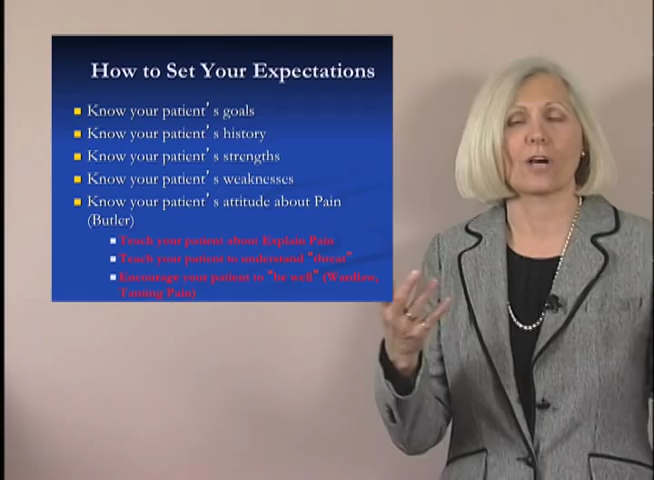 How to Set Your Expectations
Know your patient's goals
Know your patient's history
Know your patient's strengths
Know your patient's weaknesses
Know your patient's attitude about Pain
(Butler)
Teach your patient about Explain Pain
Teach your patient to understand "threat"
Encourage your patient to "be well" (Wardlaw,
Taming Pain)